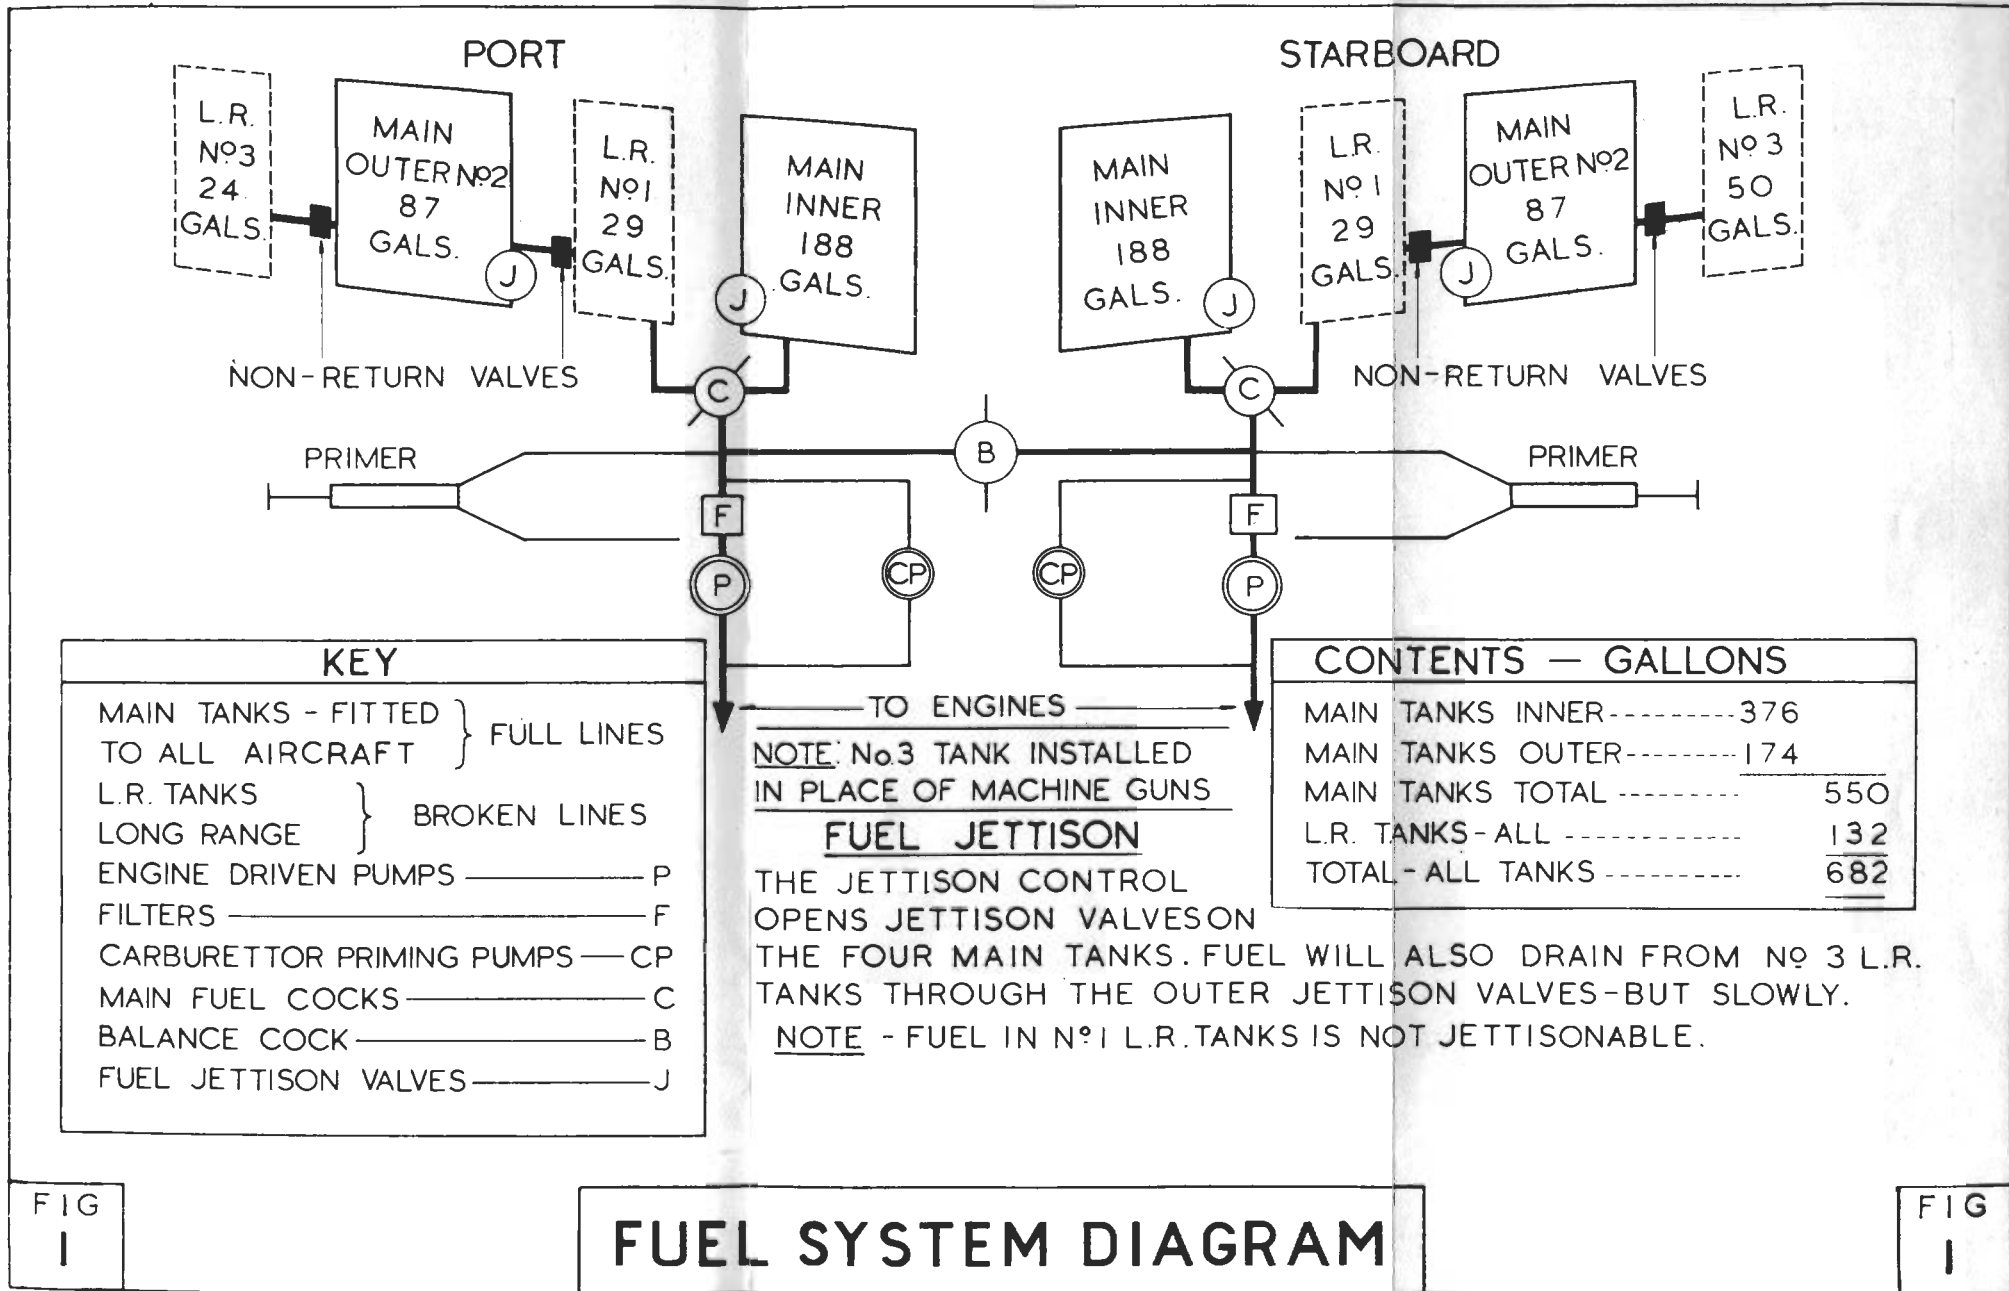 PORT
STARBOARD
L.R.
Nº3
24
GALS.
MAIN
OUTER Nº2
87
GALS.
J
L.R.
Nº1
29
GALS.
MAIN
INNER
188
GALS.
J
MAIN
INNER
188
GALS.
J
L.R.
Nº1
29
GALS.
MAIN
OUTER Nº2
87
GALS.
J
L.R.
Nº3
50
GALS.
NON-RETURN VALVES
C
C
NON-RETURN VALVES
PRIMER
B
PRIMER
F
F
P
CP
CP
P
KEY
MAIN TANKS - FITTED
TO ALL AIRCRAFT } FULL LINES
L.R. TANKS
LONG RANGE } BROKEN LINES
ENGINE DRIVEN PUMPS — P
FILTERS — F
CARBURETTOR PRIMING PUMPS — CP
MAIN FUEL COCKS — C
BALANCE COCK — B
FUEL JETTISON VALVES — J
TO ENGINES
NOTE: No.3 TANK INSTALLED
IN PLACE OF MACHINE GUNS
FUEL JETTISON
THE JETTISON CONTROL
OPENS JETTISON VALVES ON
THE FOUR MAIN TANKS. FUEL WILL ALSO DRAIN FROM Nº 3 L.R.
TANKS THROUGH THE OUTER JETTISON VALVES-BUT SLOWLY.
NOTE - FUEL IN Nº1 L.R. TANKS IS NOT JETTISONABLE.
CONTENTS — GALLONS
MAIN TANKS INNER--------376
MAIN TANKS OUTER--------174
MAIN TANKS TOTAL -------- 550
L.R. TANKS-ALL -------- 132
TOTAL-ALL TANKS -------- 682
FIG
1
FUEL SYSTEM DIAGRAM
FIG
1